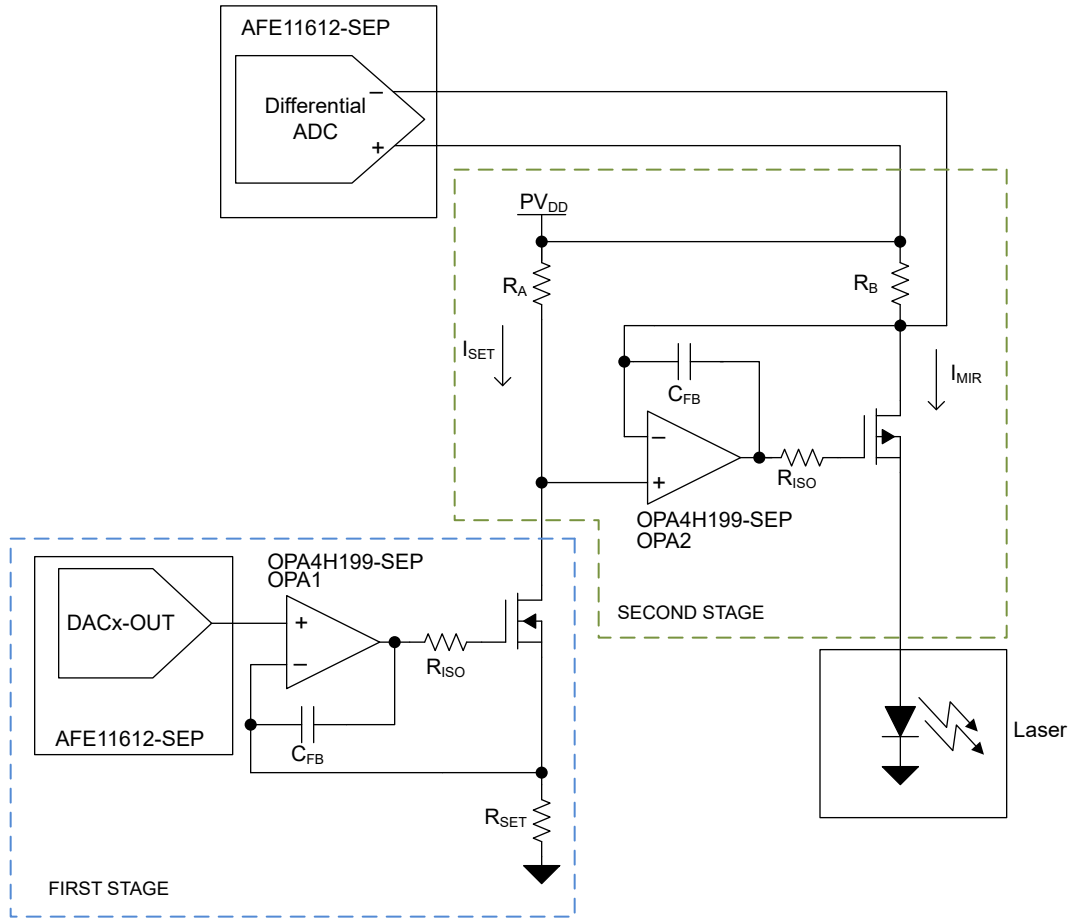 AFE11612-SEP
Differential
ADC
−
+
PVDD
RA
RB
ISET
IMIR
CFB
−
+
RISO
OPA4H199-SEP
OPA2
SECOND STAGE
OPA4H199-SEP
OPA1
DACx-OUT
+
−
RISO
AFE11612-SEP
CFB
RSET
Laser
FIRST STAGE